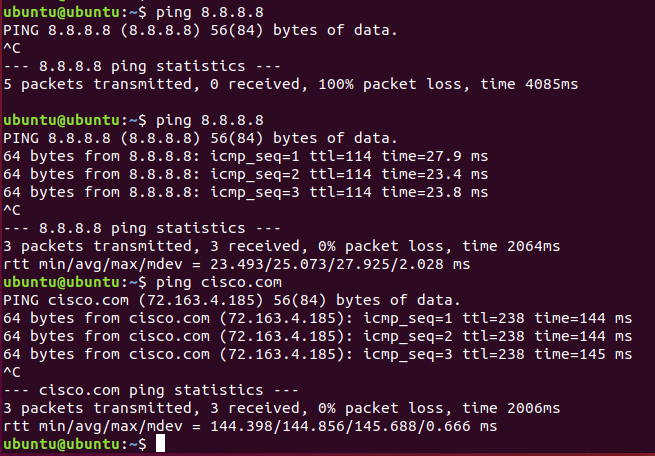 ubuntu@ubuntu:~$ ping 8.8.8.8
PING 8.8.8.8 (8.8.8.8) 56(84) bytes of data.
^C
--- 8.8.8.8 ping statistics ---
5 packets transmitted, 0 received, 100% packet loss, time 4085ms

ubuntu@ubuntu:~$ ping 8.8.8.8
PING 8.8.8.8 (8.8.8.8) 56(84) bytes of data.
64 bytes from 8.8.8.8: icmp_seq=1 ttl=114 time=27.9 ms
64 bytes from 8.8.8.8: icmp_seq=2 ttl=114 time=23.4 ms
64 bytes from 8.8.8.8: icmp_seq=3 ttl=114 time=23.8 ms
^C
--- 8.8.8.8 ping statistics ---
3 packets transmitted, 3 received, 0% packet loss, time 2064ms
rtt min/avg/max/mdev = 23.493/25.073/27.925/2.028 ms
ubuntu@ubuntu:~$ ping cisco.com
PING cisco.com (72.163.4.185) 56(84) bytes of data.
64 bytes from cisco.com (72.163.4.185): icmp_seq=1 ttl=238 time=144 ms
64 bytes from cisco.com (72.163.4.185): icmp_seq=2 ttl=238 time=144 ms
64 bytes from cisco.com (72.163.4.185): icmp_seq=3 ttl=238 time=145 ms
^C
--- cisco.com ping statistics ---
3 packets transmitted, 3 received, 0% packet loss, time 2006ms
rtt min/avg/max/mdev = 144.398/144.856/145.688/0.666 ms
ubuntu@ubuntu:~$